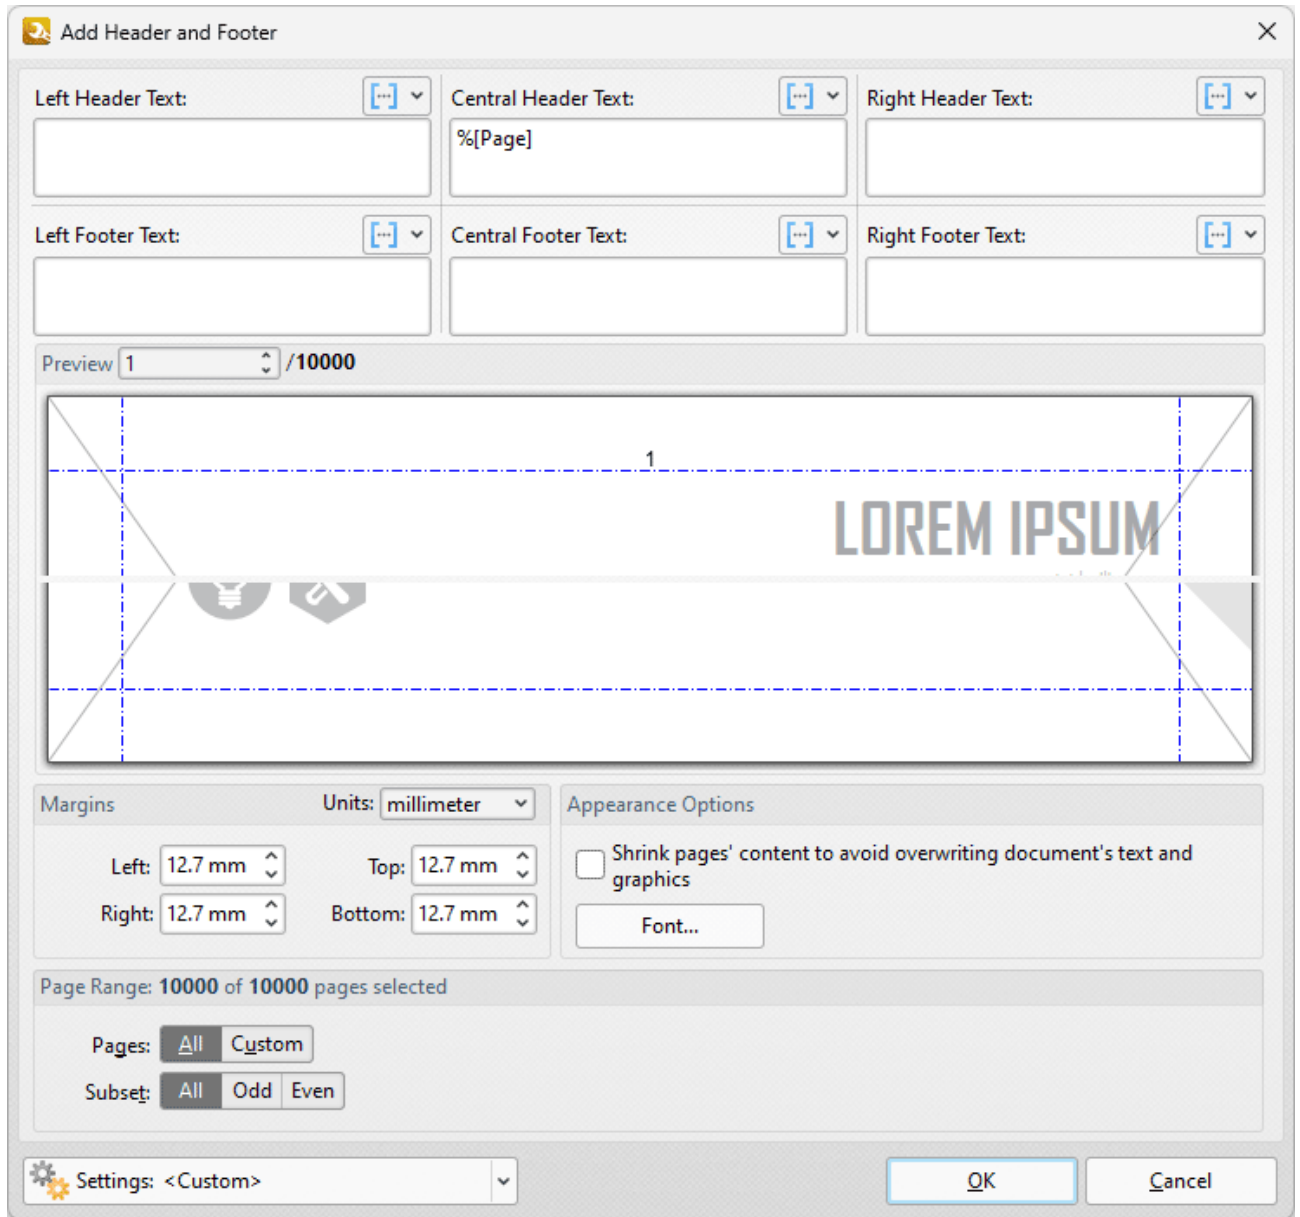 Add Header and Footer
Left Header Text:
Central Header Text:
Right Header Text:
%[Page]
Left Footer Text:
Central Footer Text:
Right Footer Text:
Preview 1 /10000
1
LOREM IPSUM
Margins
Units: millimeter
Appearance Options
Left: 12.7 mm
Top: 12.7 mm
Shrink pages' content to avoid overwriting document's text and
graphics
Right: 12.7 mm
Bottom: 12.7 mm
Font...
Page Range: 10000 of 10000 pages selected
Pages: All Custom
Subset: All Odd Even
Settings: <Custom>
OK
Cancel